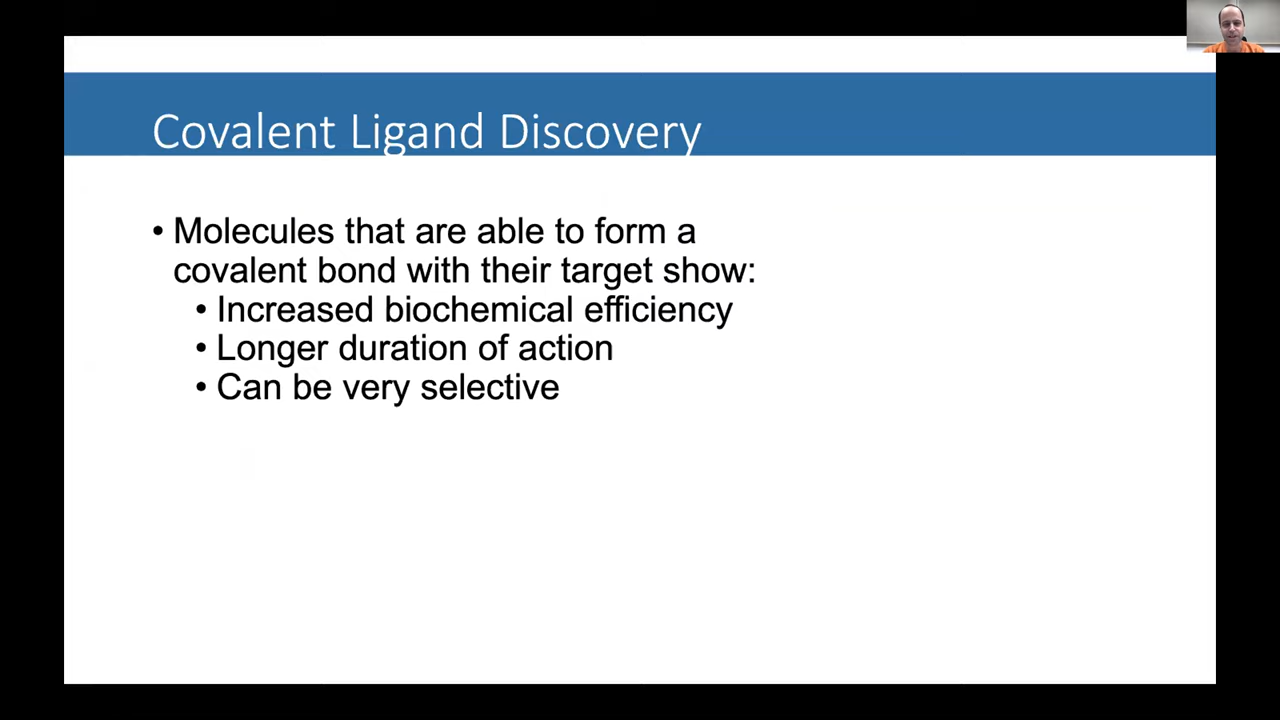 Covalent Ligand Discovery
• Molecules that are able to form a
covalent bond with their target show:
• Increased biochemical efficiency
• Longer duration of action
• Can be very selective